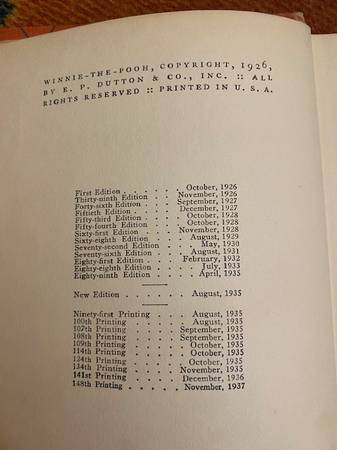 WINNIE-THE-POOH, COPYRIGHT, 1926,
BY E. P. DUTTON & CO., INC. :: ALL
RIGHTS RESERVED :: PRINTED IN U. S. A.
First Edition . . . . . . October, 1926
Thirty-ninth Edition . . . . November, 1926
Forty-sixth Edition . . . . September, 1927
Fiftieth Edition . . . . . December, 1927
Fifty-third Edition . . . . October, 1928
Fifty-fourth Edition . . . . October, 1928
Sixty-first Edition . . . . November, 1928
Sixty-eighth Edition . . . . August, 1929
Seventy-second Edition . . . . May, 1930
Seventy-sixth Edition . . . . August, 1931
Eighty-first Edition . . . . February, 1932
Eighty-eighth Edition . . . . July, 1933
Eighty-ninth Edition . . . . April, 1935
New Edition . . . . . . August, 1935
Ninety-first Printing . . . . August, 1935
100th Printing . . . . . August, 1935
107th Printing . . . . . September, 1935
108th Printing . . . . . September, 1935
109th Printing . . . . . October, 1935
114th Printing . . . . . October, 1935
124th Printing . . . . . October, 1935
134th Printing . . . . . November, 1935
141st Printing . . . . . December, 1936
148th Printing . . . . . November, 1937